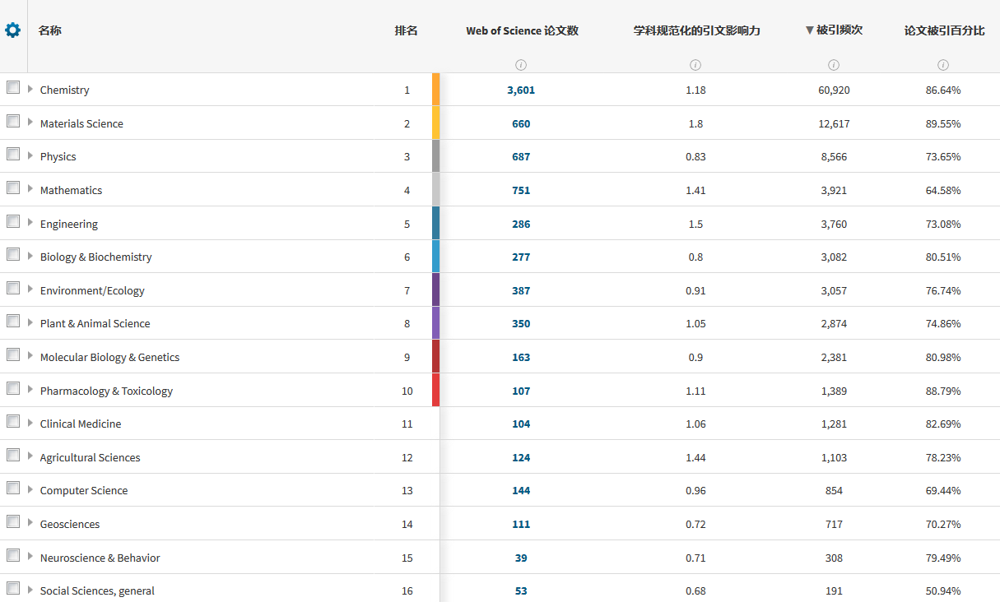 名称 排名 Web of Science 论文数 学科规范化的引文影响力 ▼被引频次 论文被引百分比
Chemistry 1 3,601 1.18 60,920 86.64%
Materials Science 2 660 1.8 12,617 89.55%
Physics 3 687 0.83 8,566 73.65%
Mathematics 4 751 1.41 3,921 64.58%
Engineering 5 286 1.5 3,760 73.08%
Biology & Biochemistry 6 277 0.8 3,082 80.51%
Environment/Ecology 7 387 0.91 3,057 76.74%
Plant & Animal Science 8 350 1.05 2,874 74.86%
Molecular Biology & Genetics 9 163 0.9 2,381 80.98%
Pharmacology & Toxicology 10 107 1.11 1,389 88.79%
Clinical Medicine 11 104 1.06 1,281 82.69%
Agricultural Sciences 12 124 1.44 1,103 78.23%
Computer Science 13 144 0.96 854 69.44%
Geosciences 14 111 0.72 717 70.27%
Neuroscience & Behavior 15 39 0.71 308 79.49%
Social Sciences, general 16 53 0.68 191 50.94%